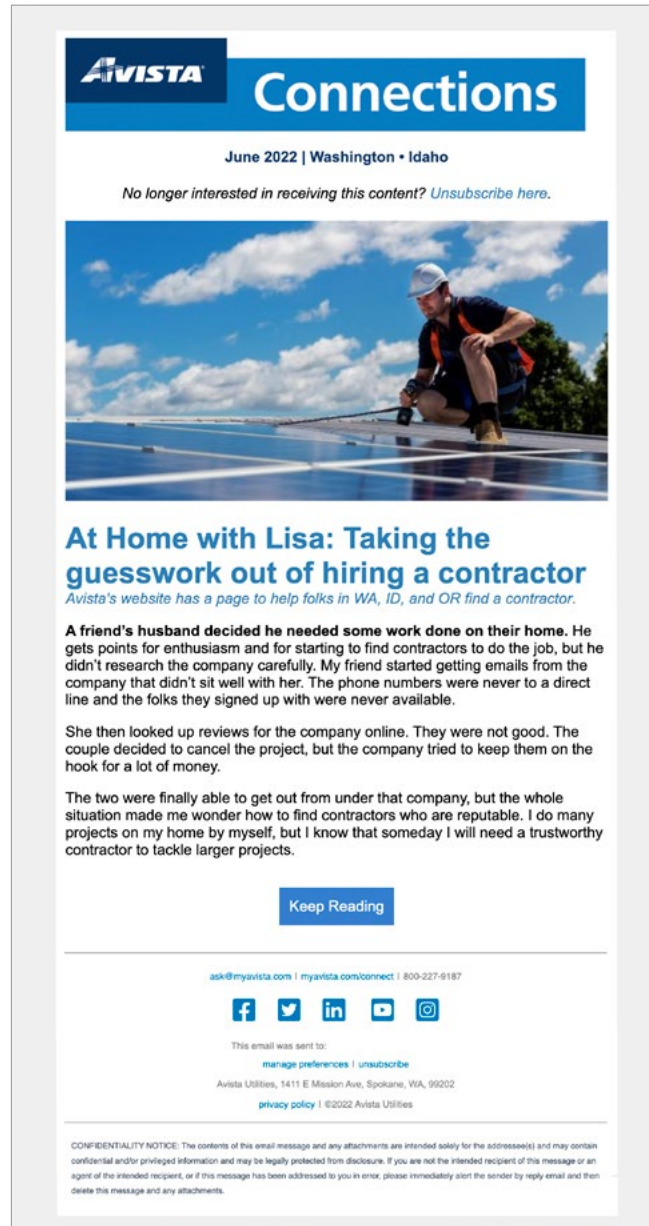 AVISTA
Connections
June 2022 | Washington • Idaho
No longer interested in receiving this content? Unsubscribe here.
At Home with Lisa: Taking the
guesswork out of hiring a contractor
Avista's website has a page to help folks in WA, ID, and OR find a contractor.
A friend's husband decided he needed some work done on their home. He
gets points for enthusiasm and for starting to find contractors to do the job, but he
didn't research the company carefully. My friend started getting emails from the
company that didn't sit well with her. The phone numbers were never to a direct
line and the folks they signed up with were never available.
She then looked up reviews for the company online. They were not good. The
couple decided to cancel the project, but the company tried to keep them on the
hook for a lot of money.
The two were finally able to get out from under that company, but the whole
situation made me wonder how to find contractors who are reputable. I do many
projects on my home by myself, but I know that someday I will need a trustworthy
contractor to tackle larger projects.
Keep Reading
ask@myavista.com | myavista.com/connect | 800-227-9187
This email was sent to:
manage preferences | unsubscribe
Avista Utilities, 1411 E Mission Ave, Spokane, WA, 99202
privacy policy | ©2022 Avista Utilities
CONFIDENTIALITY NOTICE: The contents of this email message and any attachments are intended solely for the addressee(s) and may contain
confidential and/or privileged information and may be legally protected from disclosure. If you are not the intended recipient of this message or an
agent of the intended recipient, or if this message has been addressed to you in error, please immediately alert the sender by reply email and then
delete this message and any attachments.